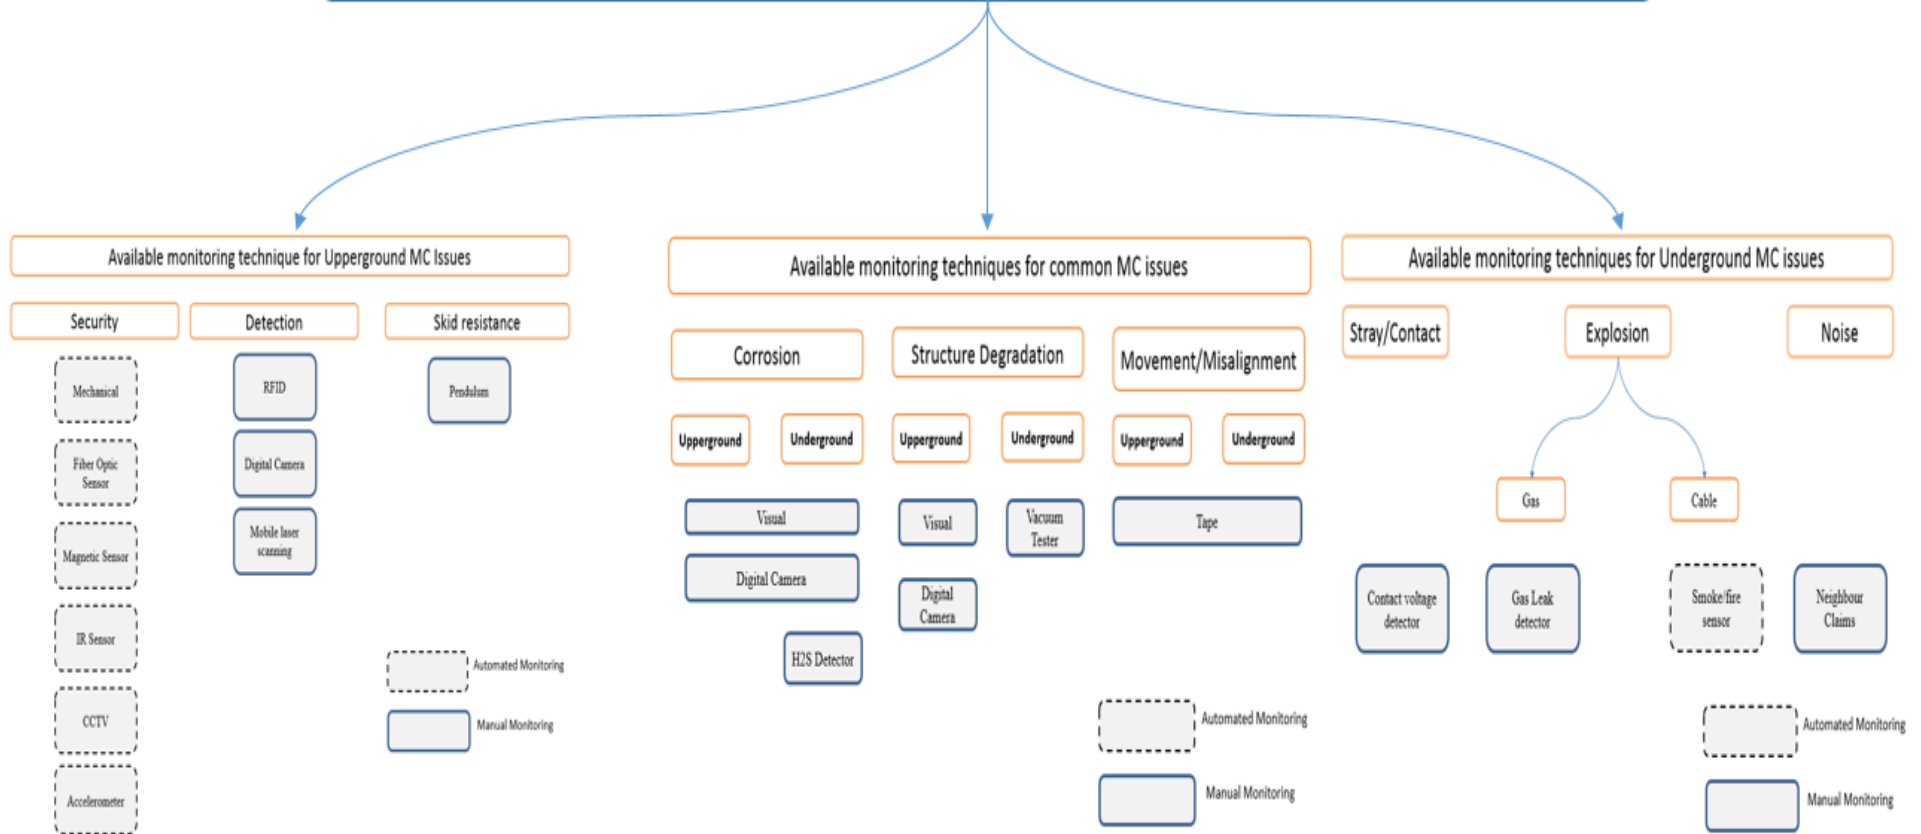 Available monitoring technique for Upperground MC Issues
Security
Detection
Skid resistance
Mechanical
Fiber Optic
Sensor
Magnetic Sensor
IR Sensor
CCTV
Accelerometer
RFID
Digital Camera
Mobile laser
scanning
Pendulum
Automated Monitoring
Manual Monitoring
Available monitoring techniques for common MC issues
Corrosion
Structure Degradation
Movement/Misalignment
Upperground
Underground
Upperground
Underground
Upperground
Underground
Visual
Digital Camera
H2S Detector
Visual
Digital
Camera
Vacuum
Tester
Tape
Automated Monitoring
Manual Monitoring
Available monitoring techniques for Underground MC issues
Stray/Contact
Explosion
Noise
Gas
Cable
Contact voltage
detector
Gas Leak
detector
Smoke/fire
sensor
Neighbour
Claims
Automated Monitoring
Manual Monitoring